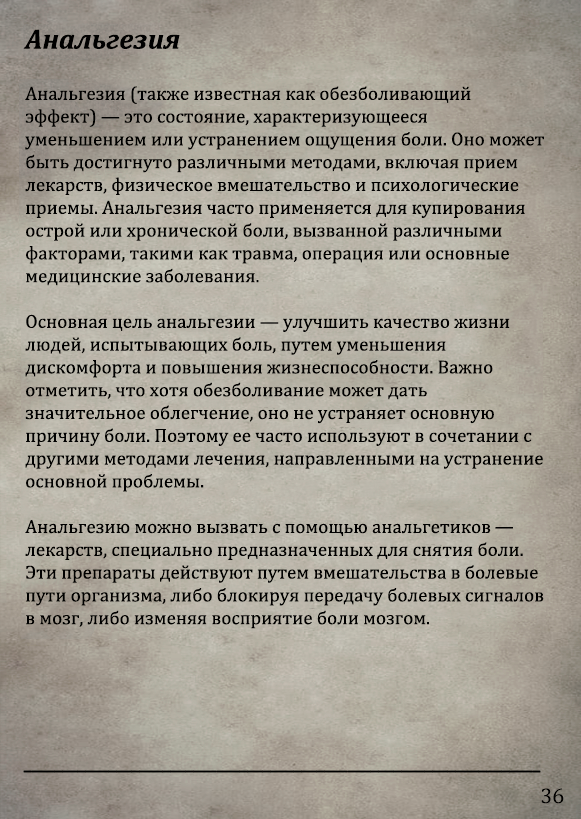 Анальгезия
Анальгезия (также известная как обезболивающий
эффект) — это состояние, характеризующееся
уменьшением или устранением ощущения боли. Оно может
быть достигнуто различными методами, включая прием
лекарств, физическое вмешательство и психологические
приемы. Анальгезия часто применяется для купирования
острой или хронической боли, вызванной различными
факторами, такими как травма, операция или основные
медицинские заболевания.
Основная цель анальгезии — улучшить качество жизни
людей, испытывающих боль, путем уменьшения
дискомфорта и повышения жизнеспособности. Важно
отметить, что хотя обезболивание может дать
значительное облегчение, оно не устраняет основную
причину боли. Поэтому ее часто используют в сочетании с
другими методами лечения, направленными на устранение
основной проблемы.
Анальгезию можно вызвать с помощью анальгетиков —
лекарств, специально предназначенных для снятия боли.
Эти препараты действуют путем вмешательства в болевые
пути организма, либо блокируя передачу болевых сигналов
в мозг, либо изменяя восприятие боли мозгом.
36